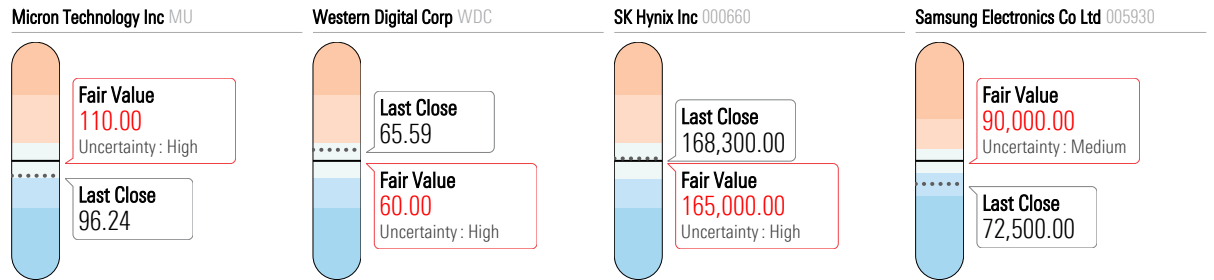 Micron Technology Inc MU
Fair Value
110.00
Uncertainty : High
Last Close
96.24
Western Digital Corp WDC
Last Close
65.59
Fair Value
60.00
Uncertainty : High
SK Hynix Inc 000660
Last Close
168,300.00
Fair Value
165,000.00
Uncertainty : High
Samsung Electronics Co Ltd 005930
Fair Value
90,000.00
Uncertainty : Medium
Last Close
72,500.00